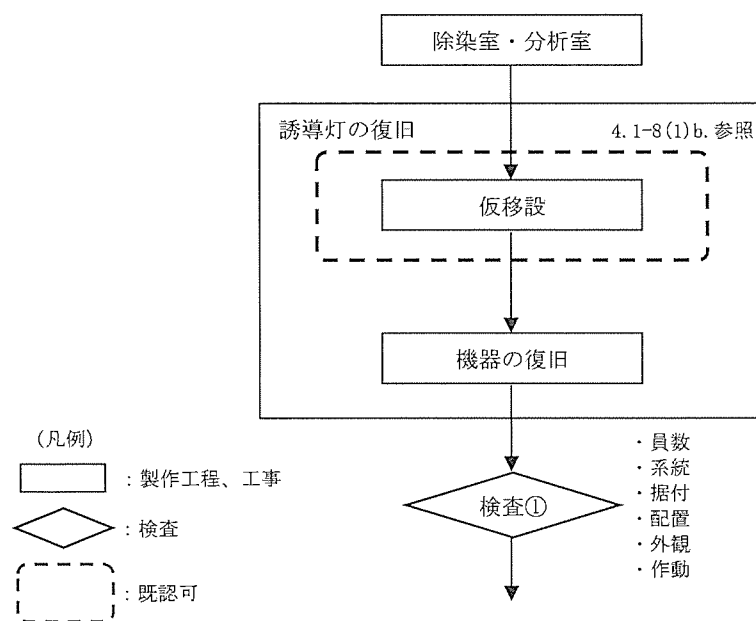 除染室・分析室
誘導灯の復旧
4.1-8(1)b.参照
仮移設
機器の復旧
検査①
・員数
・系統
・据付
・配置
・外観
・作動
(凡例)
：製作工程、工事
：検査
：既認可